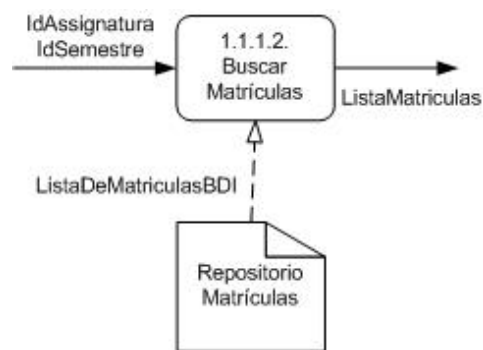 IdAssignatura
IdSemestre
1.1.1.2.
Buscar
Matrículas
ListaMatriculas
ListaDeMatriculasBDI
Repositorio
Matrículas